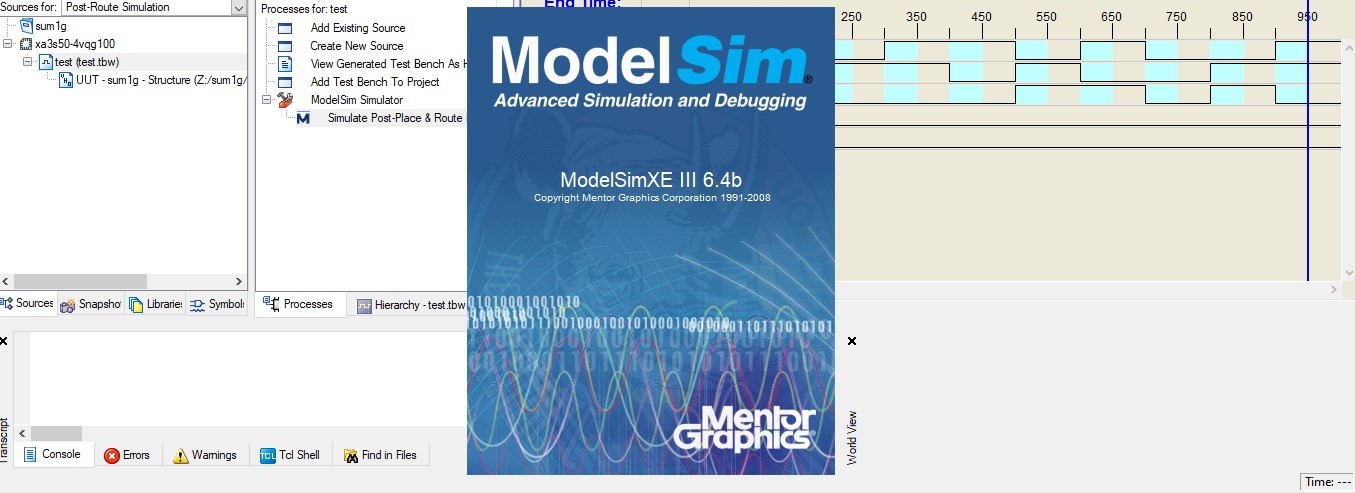 Sources for: Post-Route Simulation
sum1g
xa3s50-4vqg100
test (test.tbw)
UUT - sum1g - Structure (Z:/sum1g/
Sources
Snapshot
Libraries
Symbols
Processes for: test
Add Existing Source
Create New Source
View Generated Test Bench As H
Add Test Bench To Project
ModelSim Simulator
Simulate Post-Place & Route
Processes
Hierarchy - test.tbw
End Time:
ModelSim
Advanced Simulation and Debugging
ModelSimXE III 6.4b
Copyright Mentor Graphics Corporation 1991-2008
Mentor
Graphics®
250 350 450 550 650 750 850 950
Transcript
Console
Errors
Warnings
TCL Tcl Shell
Find in Files
World View
Time: ---